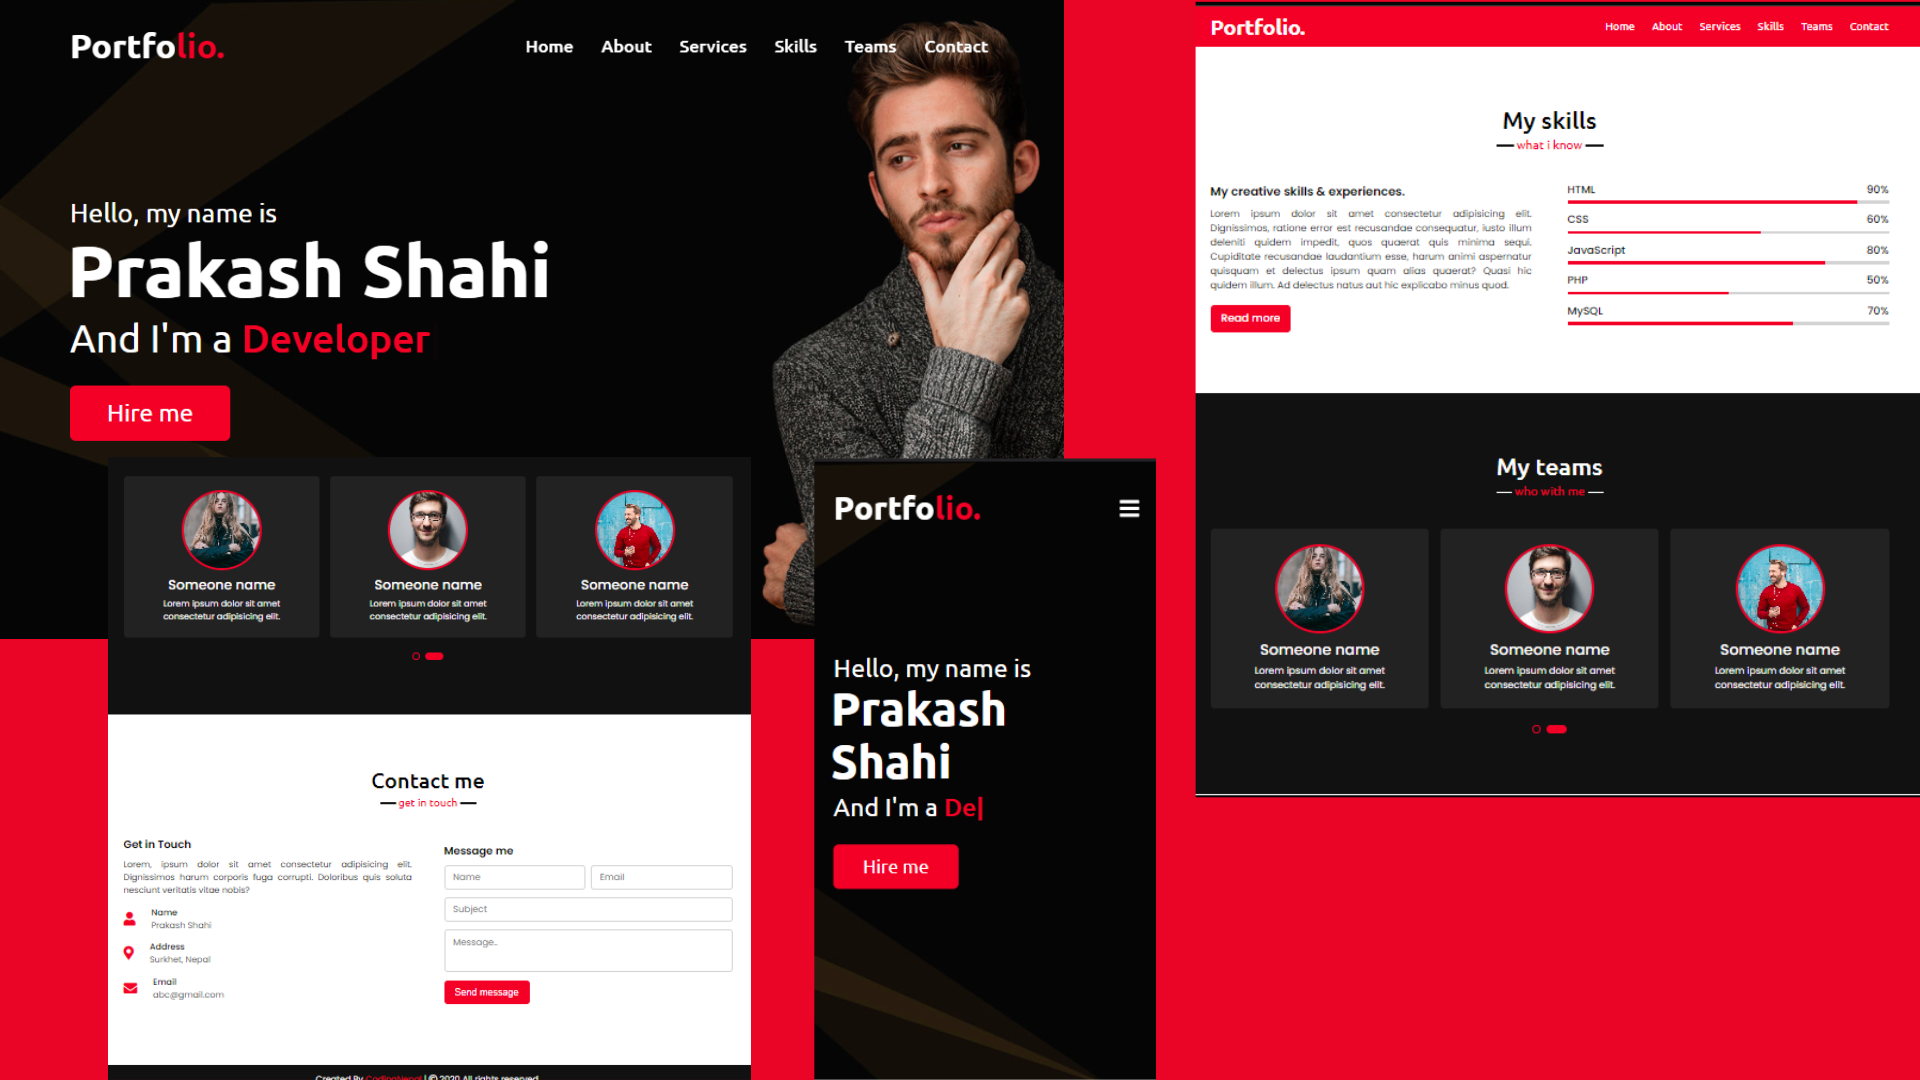 Portfolio.
Home About Services Skills Teams Contact
Hello, my name is
Prakash Shahi
And I'm a Developer
Hire me
Someone name
Lorem ipsum dolor sit amet
consectetur adipisicing elit.
Someone name
Lorem ipsum dolor sit amet
consectetur adipisicing elit.
Someone name
Lorem ipsum dolor sit amet
consectetur adipisicing elit.
Contact me
get in touch
Get in Touch
Lorem, ipsum dolor sit amet consectetur adipisicing elit.
Dignissimos harum corporis fuga corrupti. Doloribus quis soluta
nesciunt veritatis vitae nobis?
Name
Prakash Shahi
Address
Surkhet, Nepal
Email
abc@gmail.com
Message me
Name
Email
Subject
Message..
Send message
Created By CodingNepal | © 2020 All rights reserved.
Portfolio.
Hello, my name is
Prakash
Shahi
And I'm a De|
Hire me
Portfolio.
Home About Services Skills Teams Contact
My skills
what i know
My creative skills & experiences.
Lorem ipsum dolor sit amet consectetur adipisicing elit.
Dignissimos, ratione error est recusandae consequatur, iusto illum
deleniti quidem impedit, quos quaerat quis minima sequi.
Cupiditate recusandae laudantium esse, harum animi aspernatur
quisquam et delectus ipsum quam alias quaerat? Quasi hic
quidem illum. Ad delectus natus aut hic explicabo minus quod.
Read more
HTML 90%
CSS 60%
JavaScript 80%
PHP 50%
MySQL 70%
My teams
who with me
Someone name
Lorem ipsum dolor sit amet
consectetur adipisicing elit.
Someone name
Lorem ipsum dolor sit amet
consectetur adipisicing elit.
Someone name
Lorem ipsum dolor sit amet
consectetur adipisicing elit.